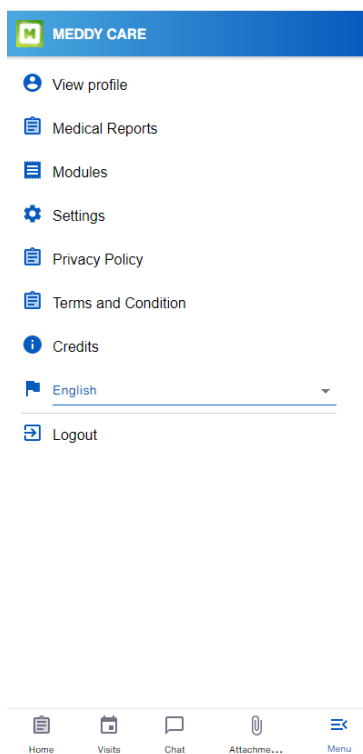 M MEDDY CARE
View profile
Medical Reports
Modules
Settings
Privacy Policy
Terms and Condition
Credits
English
Logout
Home Visits Chat Attachme... Menu